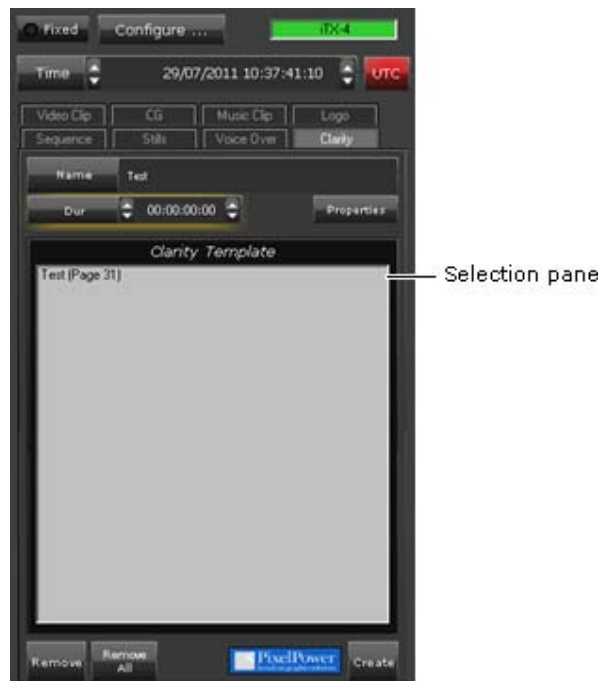 Fixed Configure ... iTX-4
Time 29/07/2011 10:37:41:10 UTC
Video Clip CG Music Clip Logo
Sequence Stills Voice Over Clarity
Name Test
Dur 00:00:00:00 Properties
Clarity Template
Test (Page 31)
Selection pane
Remove Remove All PixelPower Create